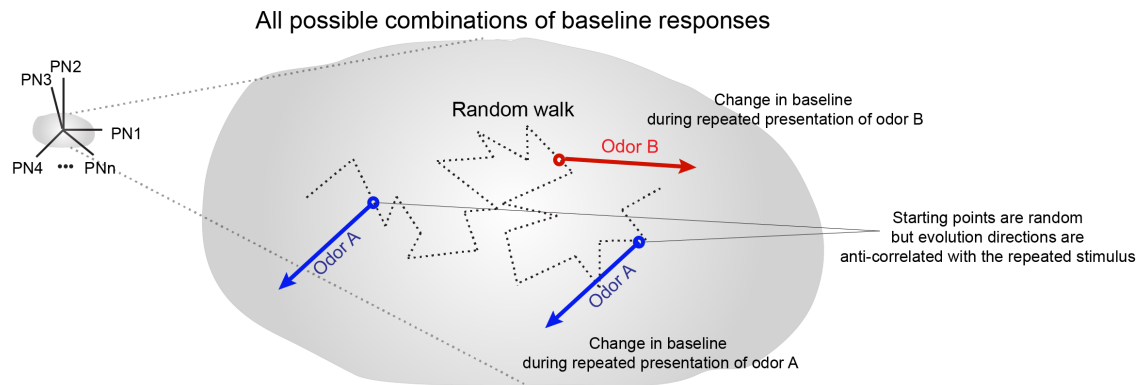 All possible combinations of baseline responses
PN2
PN3
PN1
PN4
•••
PNn
Random walk
Change in baseline
during repeated presentation of odor B
Odor B
Odor A
Odor A
Starting points are random
but evolution directions are
anti-correlated with the repeated stimulus
Change in baseline
during repeated presentation of odor A